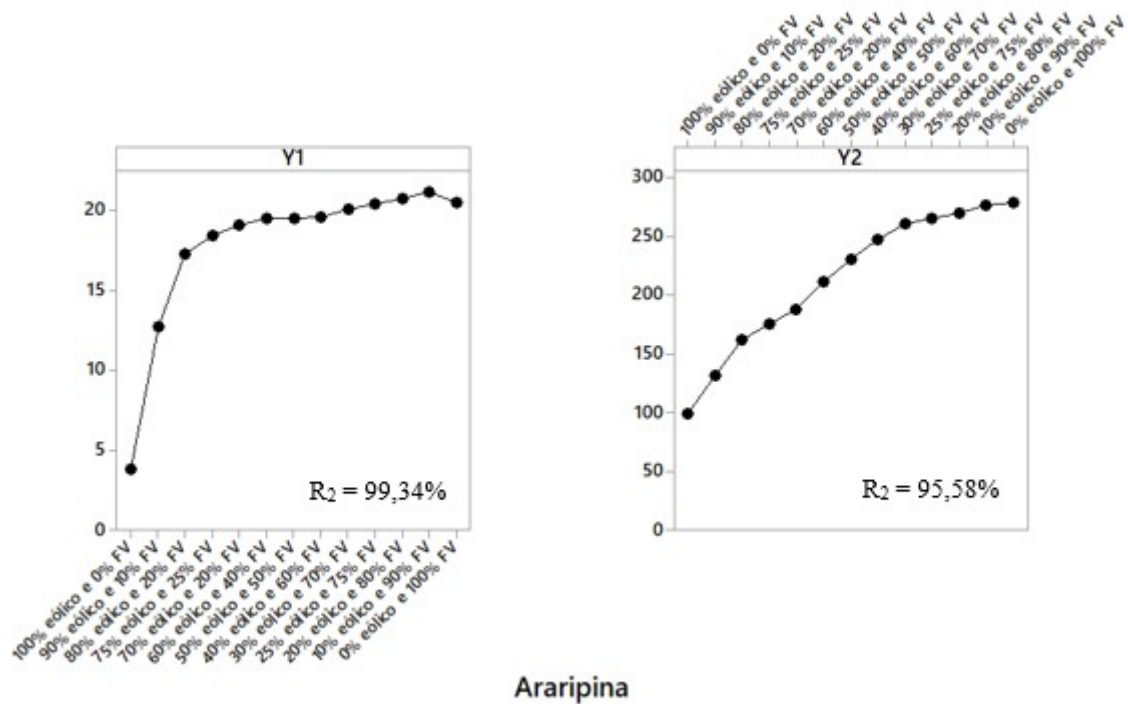 Y1
20
15
10
5
0
R2 = 99,34%
100% eólico e 0% FV
90% eólico e 10% FV
80% eólico e 20% FV
75% eólico e 25% FV
70% eólico e 20% FV
60% eólico e 40% FV
50% eólico e 50% FV
40% eólico e 60% FV
30% eólico e 70% FV
25% eólico e 75% FV
20% eólico e 80% FV
10% eólico e 90% FV
0% eólico e 100% FV
100% eólico e 0% FV
90% eólico e 10% FV
80% eólico e 20% FV
75% eólico e 25% FV
70% eólico e 20% FV
60% eólico e 40% FV
50% eólico e 50% FV
40% eólico e 60% FV
30% eólico e 70% FV
25% eólico e 75% FV
20% eólico e 80% FV
10% eólico e 90% FV
0% eólico e 100% FV
Y2
300
250
200
150
100
50
0
R2 = 95,58%
Araripina